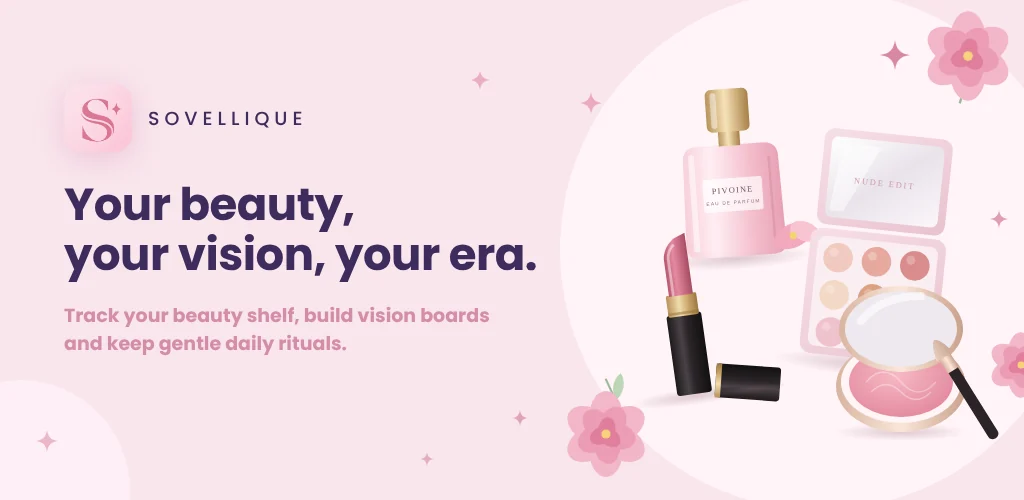 S
SOVELLIQUE
Your beauty,
your vision, your era.
Track your beauty shelf, build vision boards
and keep gentle daily rituals.
PIVOINE
EAU DE PARFUM
NUDE EDIT